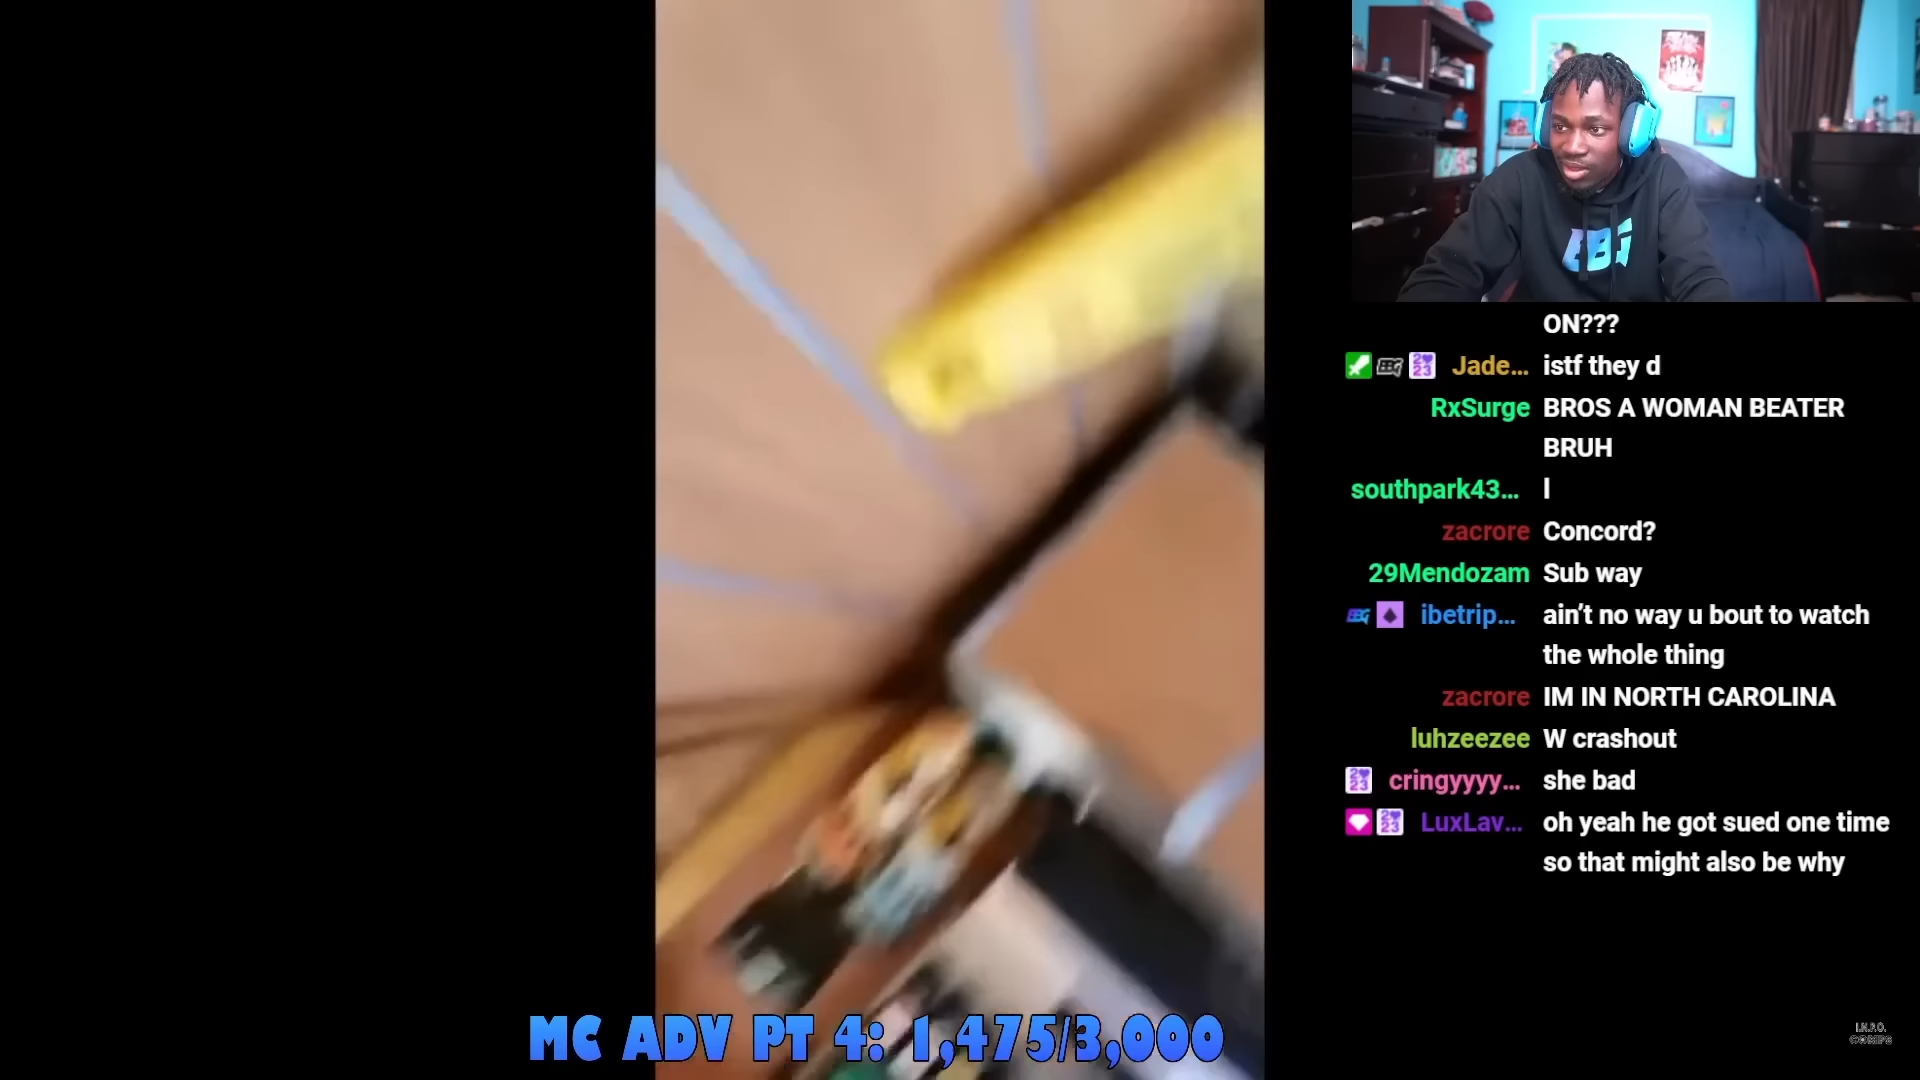 BBG
ON???
Jade... istf they d
RxSurge BROS A WOMAN BEATER
BRUH
southpark43... l
zacrore Concord?
29Mendozam Sub way
ibetrip... ain’t no way u bout to watch
the whole thing
zacrore IM IN NORTH CAROLINA
luhzeezee W crashout
cringyyyy... she bad
LuxLav... oh yeah he got sued one time
so that might also be why
MC ADV PT 4: 1,475/3,000